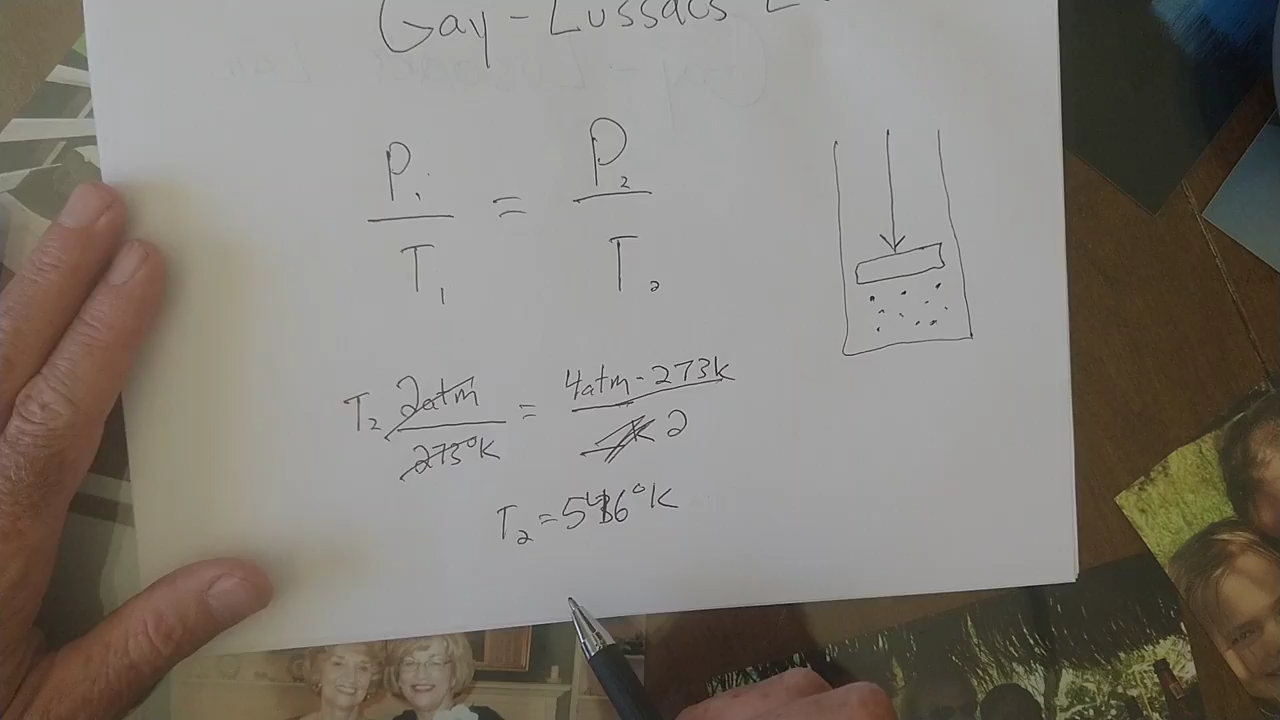 Gay-Lussacs L
P₁ = P₂
T₁ T₂
T₂ 2atm = 4atm - 273k
273°K 2
T₂ = 546°K